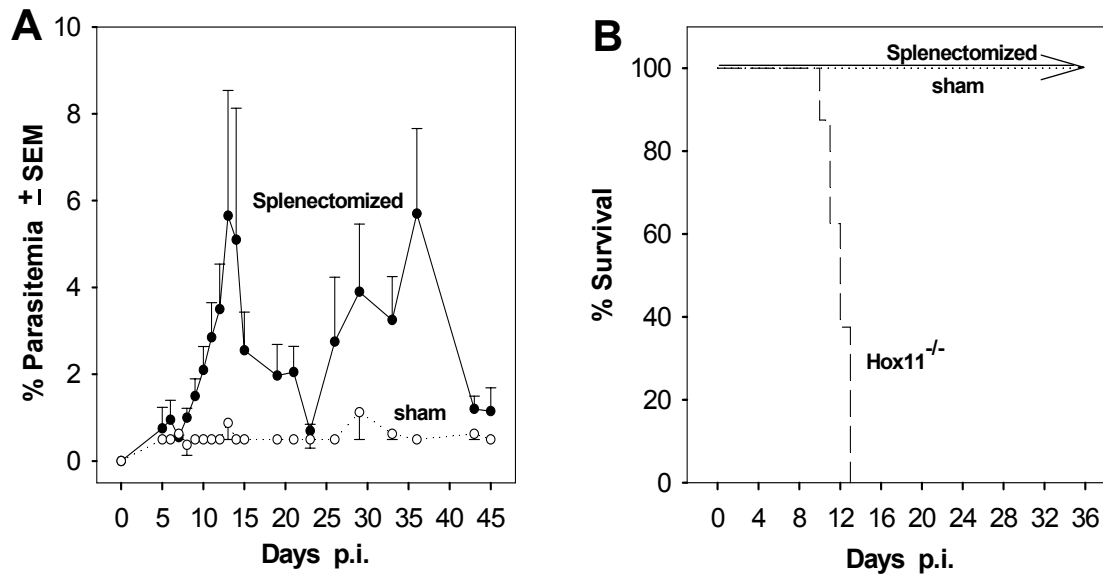 A
% Parasitemia ± SEM
10
8
6
4
2
0
Splenectomized
sham
0 5 10 15 20 25 30 35 40 45
Days p.i.
B
% Survival
100
80
60
40
20
0
Splenectomized
sham
Hox11-/-
0 4 8 12 16 20 24 28 32 36
Days p.i.